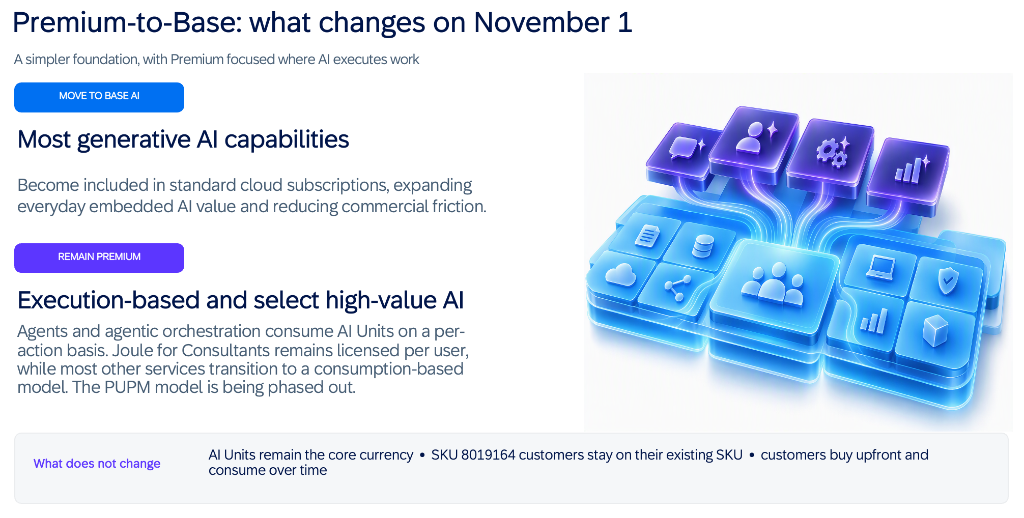 Premium-to-Base: what changes on November 1
A simpler foundation, with Premium focused where AI executes work
MOVE TO BASE AI
Most generative AI capabilities
Become included in standard cloud subscriptions, expanding
everyday embedded AI value and reducing commercial friction.
REMAIN PREMIUM
Execution-based and select high-value AI
Agents and agentic orchestration consume AI Units on a per-
action basis. Joule for Consultants remains licensed per user,
while most other services transition to a consumption-based
model. The PUPM model is being phased out.
What does not change
AI Units remain the core currency • SKU 8019164 customers stay on their existing SKU • customers buy upfront and
consume over time